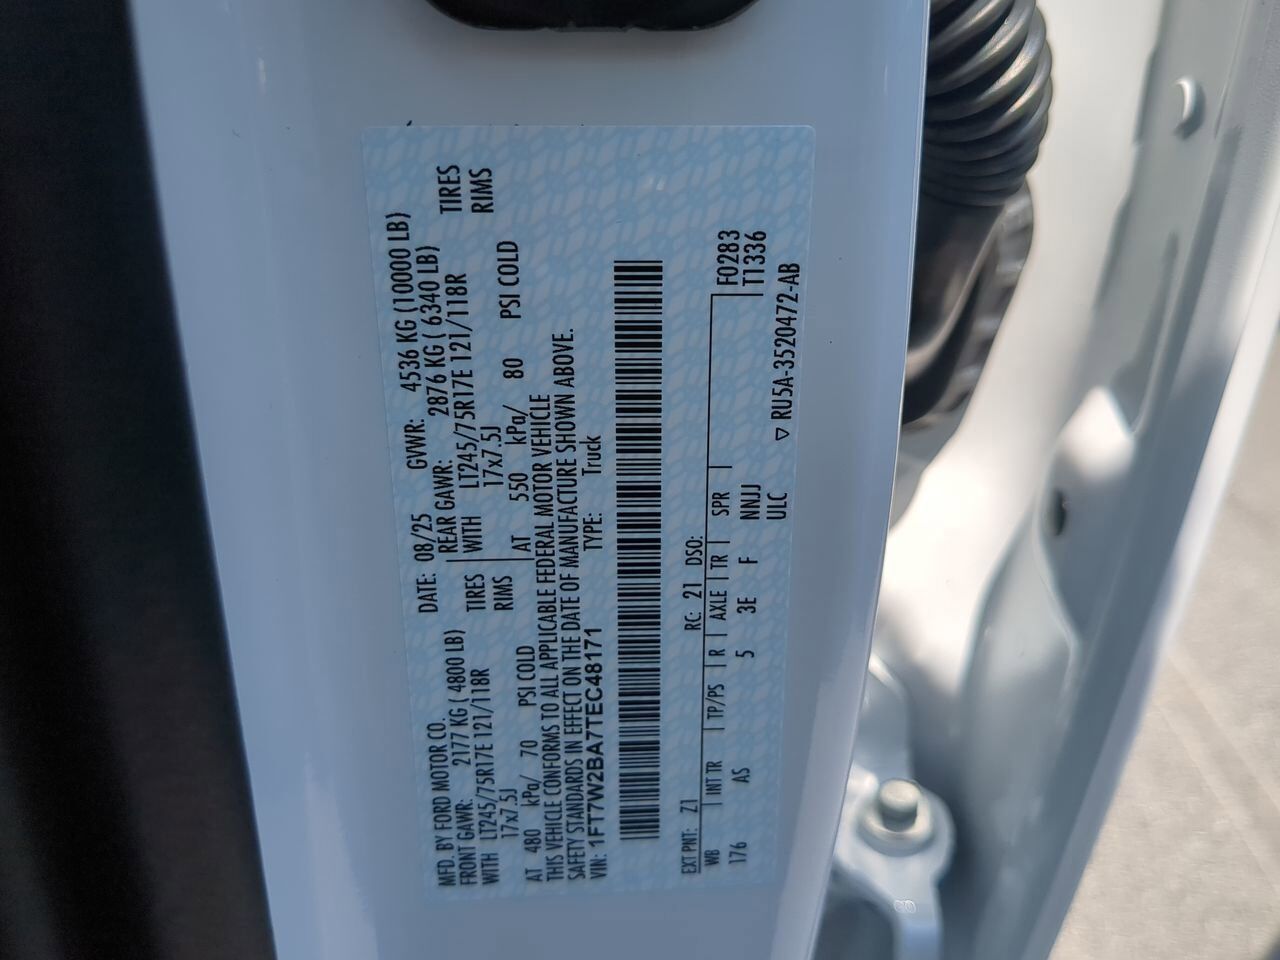 MFD. BY FORD MOTOR CO.
DATE: 08/25 GVWR: 4536 KG (10000 LB)
FRONT GAWR: 2177 KG ( 4800 LB) REAR GAWR: 2876 KG ( 6340 LB)
WITH LT245/75R17E 121/118R TIRES WITH LT245/75R17E 121/118R TIRES
17x7.5J RIMS 17x7.5J RIMS
AT 480 kPa/ 70 PSI COLD AT 550 kPa/ 80 PSI COLD
THIS VEHICLE CONFORMS TO ALL APPLICABLE FEDERAL MOTOR VEHICLE
SAFETY STANDARDS IN EFFECT ON THE DATE OF MANUFACTURE SHOWN ABOVE.
VIN: 1FT7W2BA7TEC48171 TYPE: Truck
EXT PNT: Z1 RC: 21 DSO: F0283
WB INT TR TP/PS R AXLE TR SPR T1336
176 AS 5 3E F NNJJ
ULC ▽ RU5A-3520472-AB